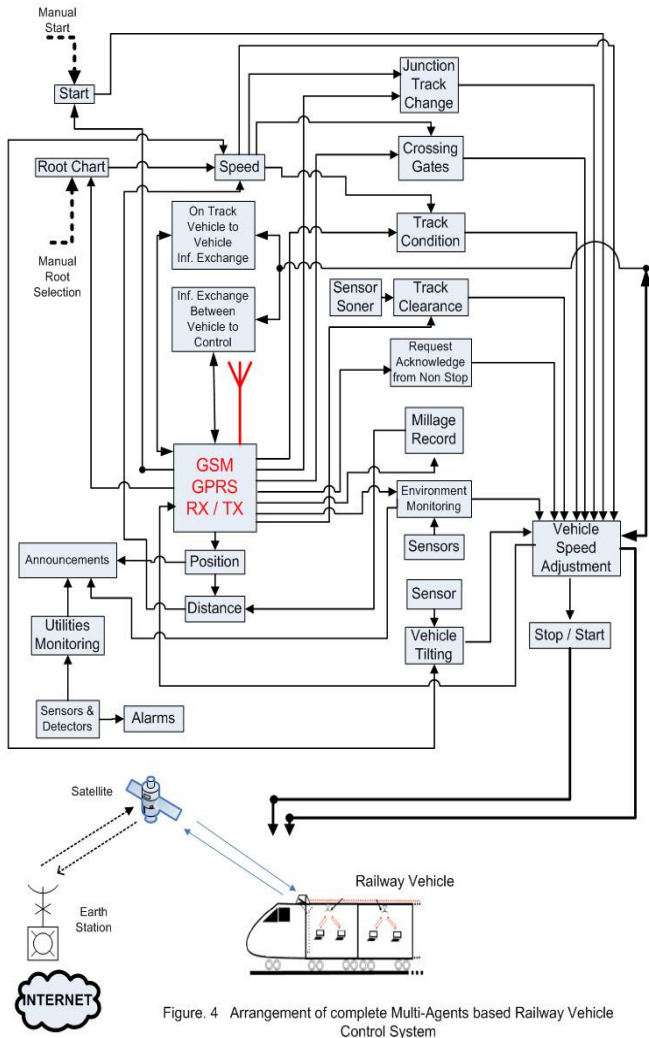 Manual
Start
Start
Junction
Track
Change
Root Chart
Speed
Crossing
Gates
Manual
Root
Selection
On Track
Vehicle to
Vehicle
Inf. Exchange
Track
Condition
Inf. Exchange
Between
Vehicle to
Control
Sensor
Soner
Track
Clearance
Request
Acknowledge
from Non Stop
GSM
GPRS
RX / TX
Millage
Record
Environment
Monitoring
Sensors
Vehicle
Speed
Adjustment
Announcements
Position
Distance
Sensor
Utilities
Monitoring
Vehicle
Tilting
Stop / Start
Sensors &
Detectors
Alarms
Satellite
Railway Vehicle
Earth
Station
INTERNET
Figure. 4 Arrangement of complete Multi-Agents based Railway Vehicle
Control System